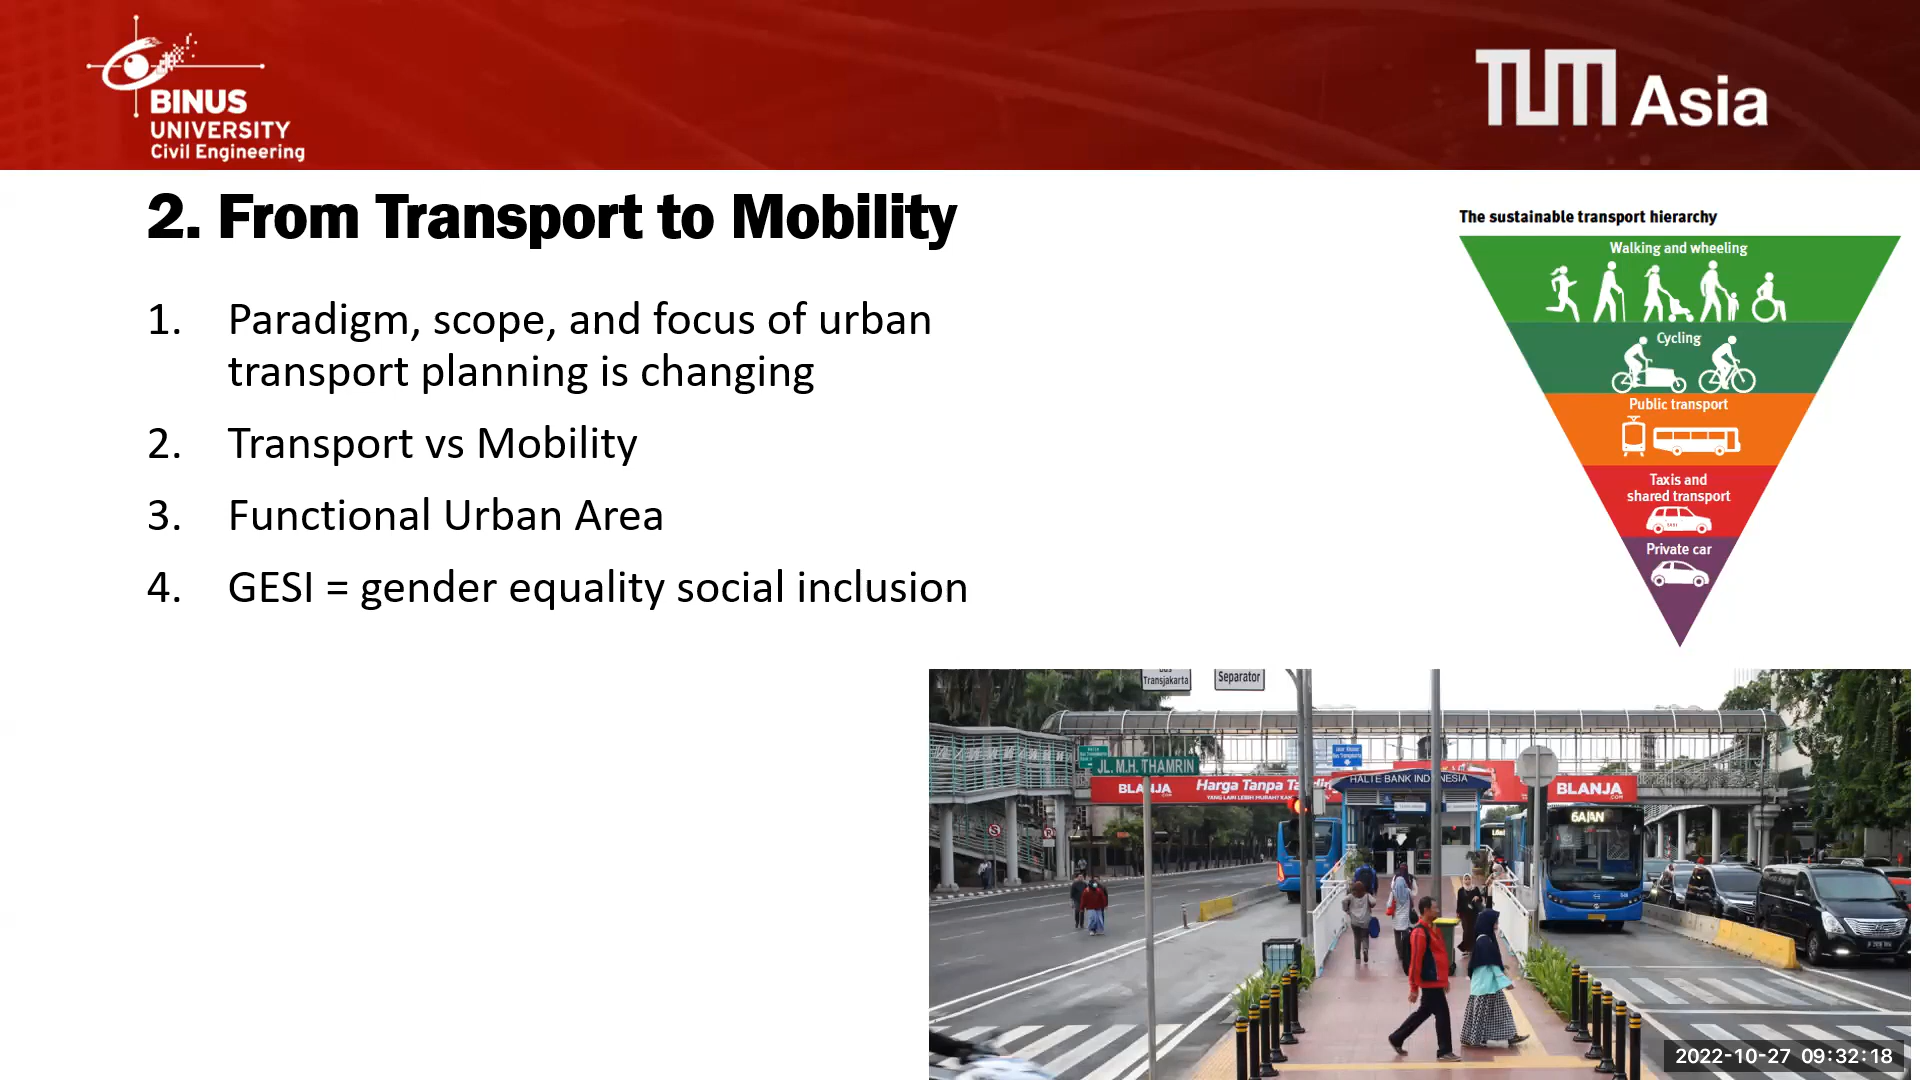 BINUS
UNIVERSITY
Civil Engineering
TUM Asia
2. From Transport to Mobility
1. Paradigm, scope, and focus of urban
transport planning is changing
2. Transport vs Mobility
3. Functional Urban Area
4. GESI = gender equality social inclusion
The sustainable transport hierarchy
Walking and wheeling
Cycling
Public transport
Taxis and
shared transport
Private car
Transjakarta
Separator
JL. M.H. THAMRIN
HALTE BANK INDONESIA
BLANJA
.COM
Harga Tanpa
BLANJA
.COM
6A
2022-10-27 09:32:18